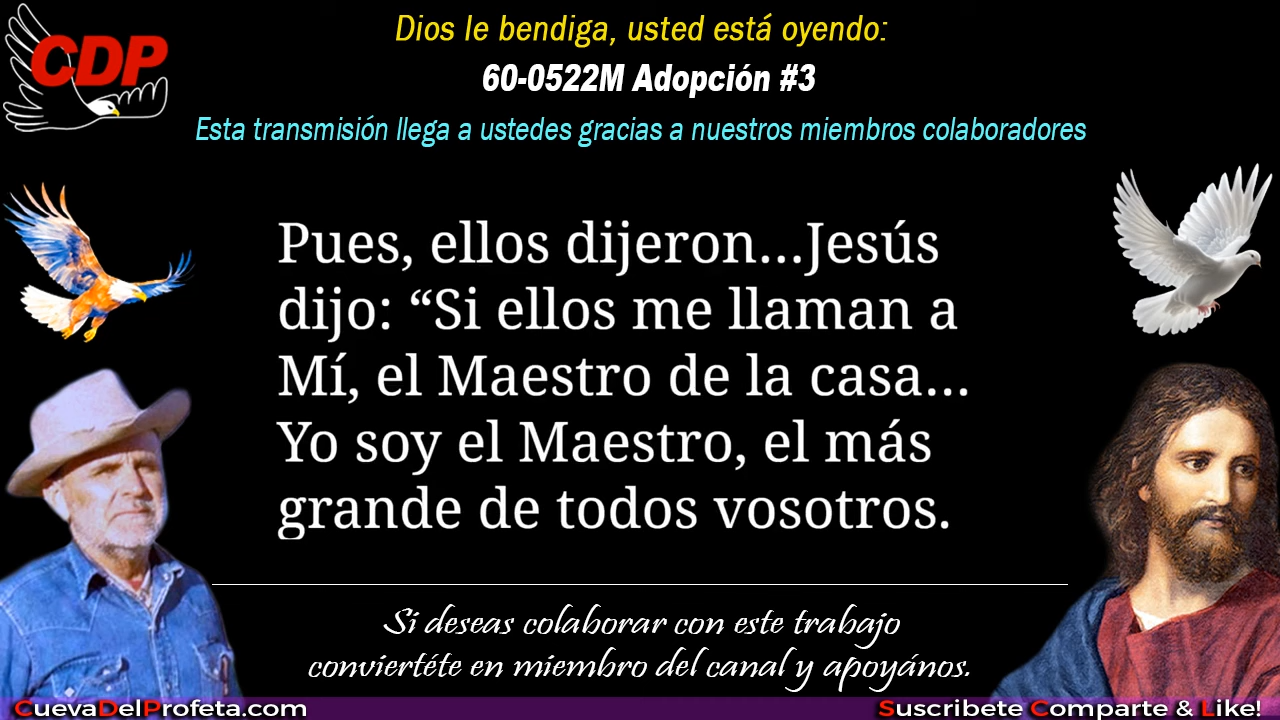 CDP
Dios le bendiga, usted está oyendo:
60-0522M Adopción #3
Esta transmisión llega a ustedes gracias a nuestros miembros colaboradores
Pues, ellos dijeron...Jesús
dijo: “Si ellos me llaman a
Mí, el Maestro de la casa...
Yo soy el Maestro, el más
grande de todos vosotros.
Si deseas colaborar con este trabajo
conviertéte en miembro del canal y apoyános.
CuevaDelProfeta.com
Suscribete Comparte & Like!